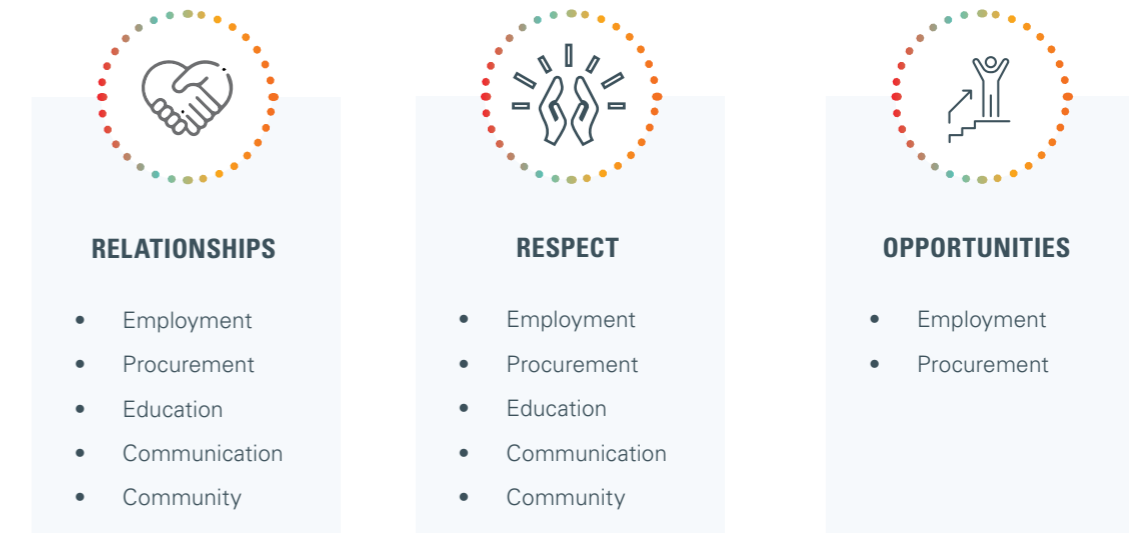 RELATIONSHIPS
• Employment
• Procurement
• Education
• Communication
• Community
RESPECT
• Employment
• Procurement
• Education
• Communication
• Community
OPPORTUNITIES
• Employment
• Procurement